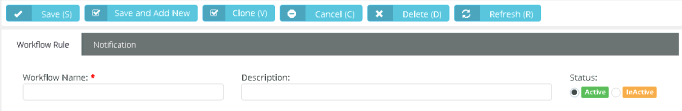 Save (S) Save and Add New Clone (V) Cancel (C) Delete (D) Refresh (R)
Workflow Rule Notification
Workflow Name: * Description: Status:
Active InActive